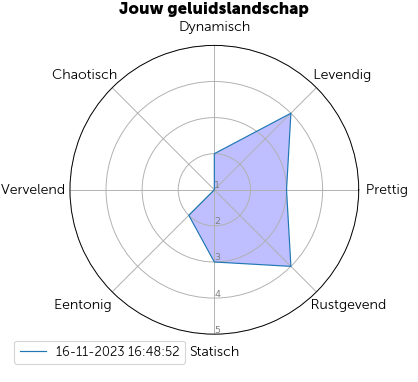 Jouw geluidslandschap
Dynamisch
Chaotisch
Levendig
Vervelend
Prettig
1
2
3
4
5
Eentonig
Rustgevend
16-11-2023 16:48:52
Statisch